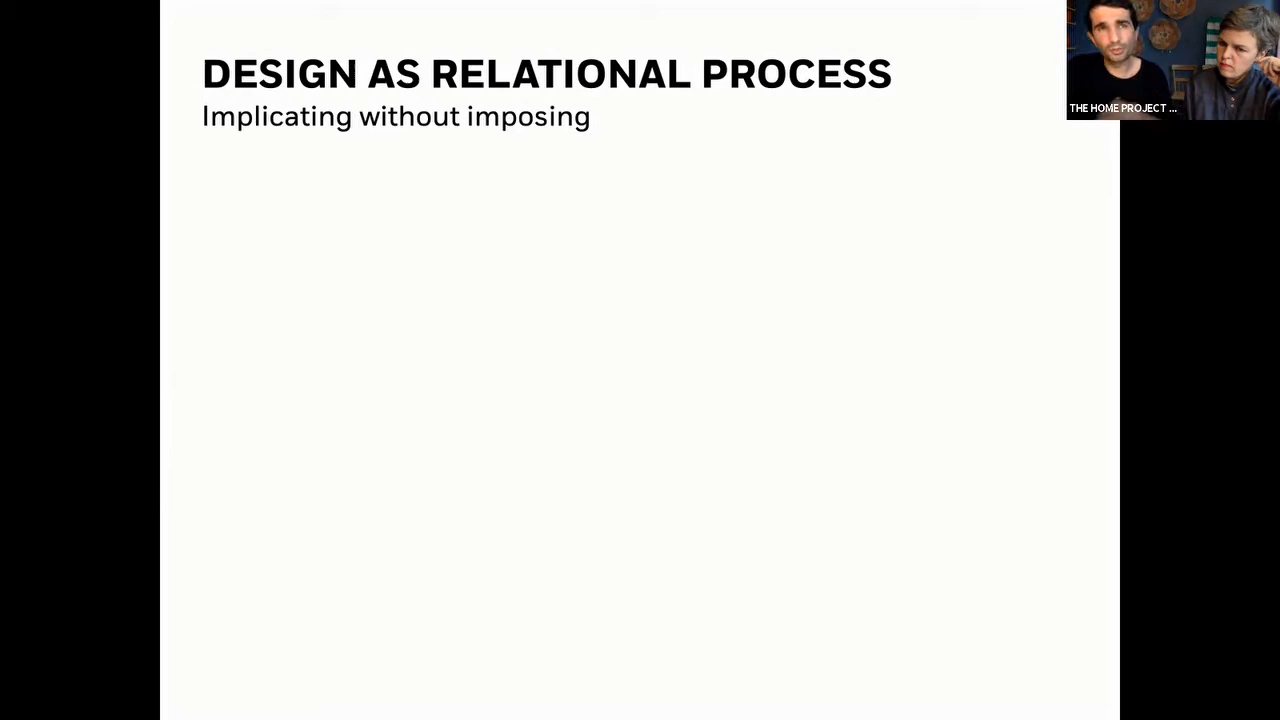 DESIGN AS RELATIONAL PROCESS
Implicating without imposing
THE HOME PROJECT ...